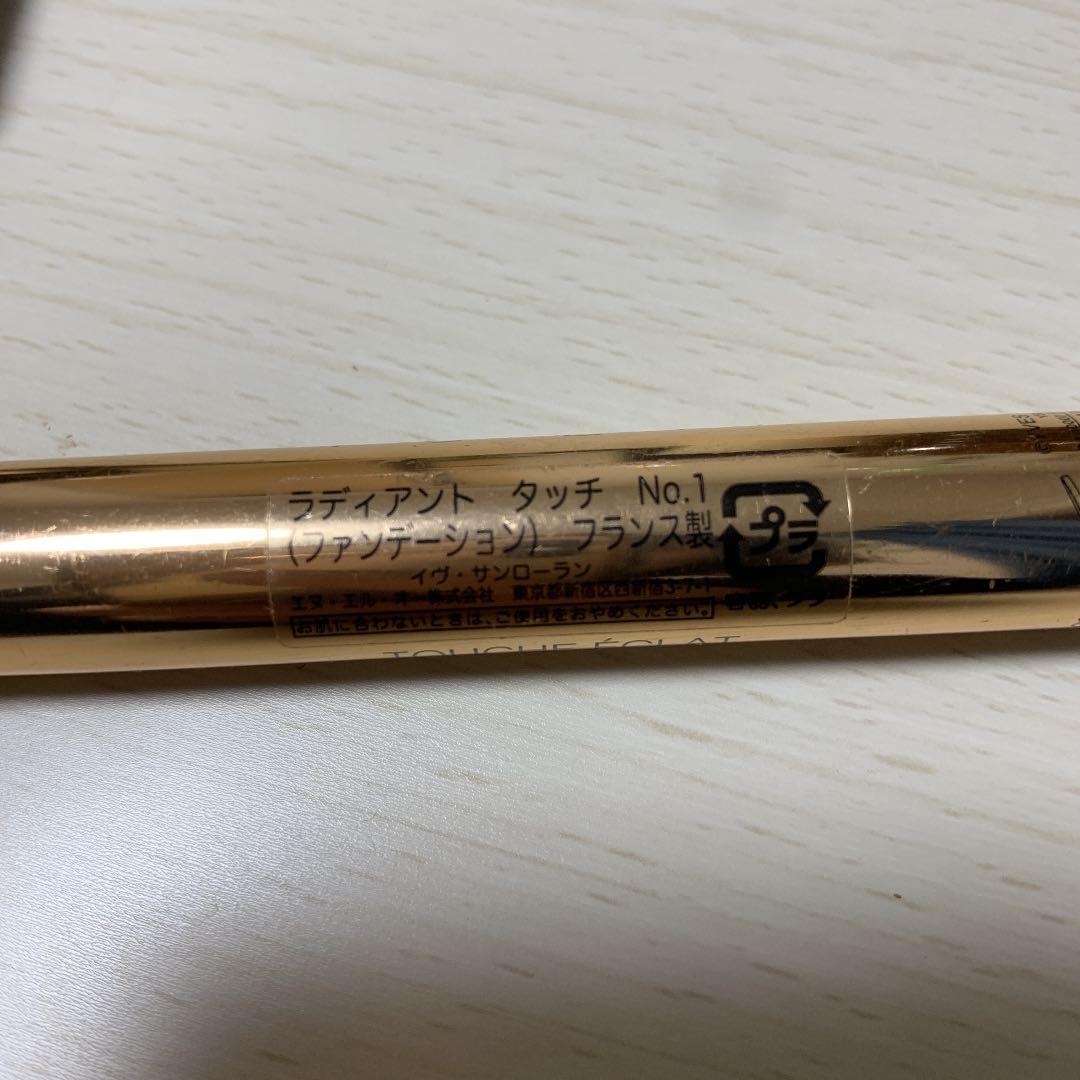 ラディアント タッチ No.1
(ファンデーション) フランス製
プラ
イヴ・サンローラン
エヌ・エル・オー株式会社 東京都新宿区西新宿3-7-1
お肌に合わないときは、ご使用をおやめください。
TOUCHE ÉCLAT